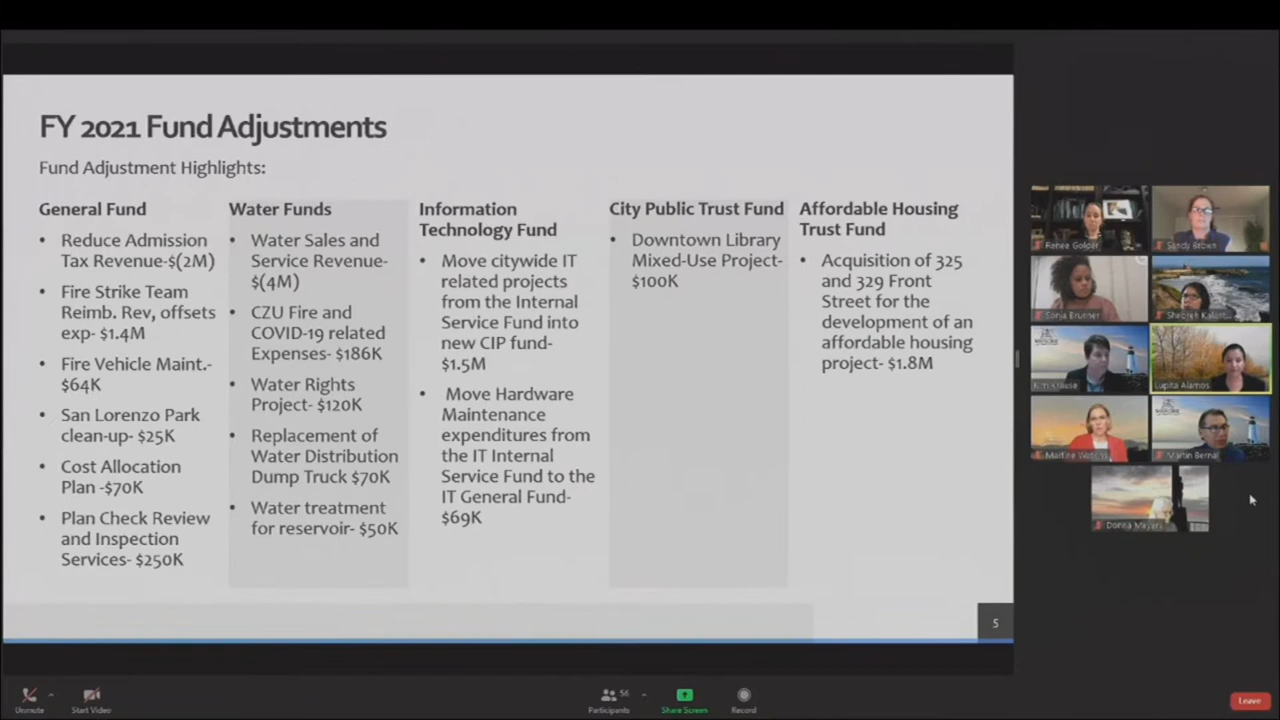 FY 2021 Fund Adjustments
Fund Adjustment Highlights:
General Fund
• Reduce Admission
Tax Revenue-$(2M)
• Fire Strike Team
Reimb. Rev, offsets
exp- $1.4M
• Fire Vehicle Maint.-
$64K
• San Lorenzo Park
clean-up- $25K
• Cost Allocation
Plan -$70K
• Plan Check Review
and Inspection
Services- $250K
Water Funds
• Water Sales and
Service Revenue-
$(4M)
• CZU Fire and
COVID-19 related
Expenses- $186K
• Water Rights
Project- $120K
• Replacement of
Water Distribution
Dump Truck $70K
• Water treatment
for reservoir- $50K
Information
Technology Fund
• Move citywide IT
related projects
from the Internal
Service Fund into
new CIP fund-
$1.5M
• Move Hardware
Maintenance
expenditures from
the IT Internal
Service Fund to the
IT General Fund-
$69K
City Public Trust Fund
• Downtown Library
Mixed-Use Project-
$100K
Affordable Housing
Trust Fund
• Acquisition of 325
and 329 Front
Street for the
development of an
affordable housing
project- $1.8M
5
Renee Golder
Sandy Brown
Sonja Brunner
Shebreh Kalant...
Kim Krause
Lupita Alamos
Martine Watkins
Martin Bernal
Donna Meyers
Unmute
Start Video
56
Participants
Share Screen
Record
Leave